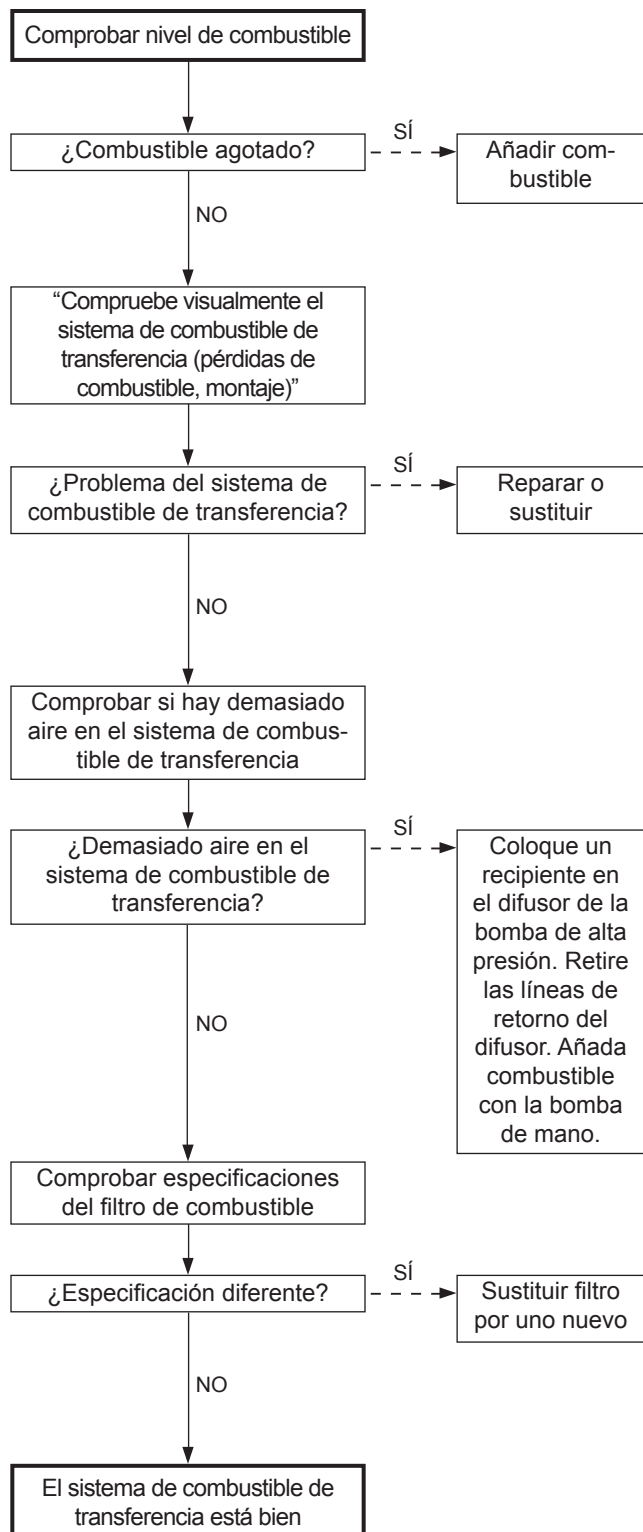 Comprobar nivel de combustible
¿Combustible agotado?
SÍ
Añadir com-
bustible
NO
“Compruebe visualmente el
sistema de combustible de
transferencia (pérdidas de
combustible, montaje)”
¿Problema del sistema de
combustible de transferencia?
SÍ
Reparar o
sustituir
NO
Comprobar si hay demasiado
aire en el sistema de combus-
tible de transferencia
¿Demasiado aire en el
sistema de combustible de
transferencia?
SÍ
Coloque un
recipiente en
el difusor de la
bomba de alta
presión. Retire
las líneas de
retorno del
difusor. Añada
combustible
con la bomba
de mano.
NO
Comprobar especificaciones
del filtro de combustible
¿Especificación diferente?
SÍ
Sustituir filtro
por uno nuevo
NO
El sistema de combustible de
transferencia está bien